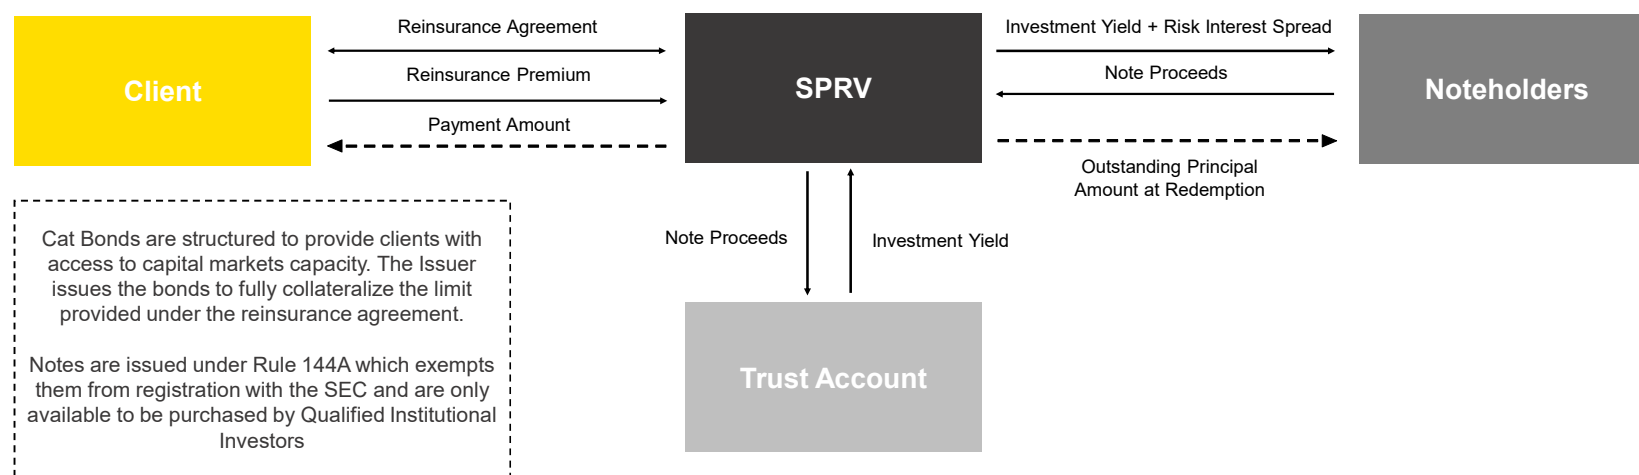 Client
Reinsurance Agreement
Reinsurance Premium
Payment Amount
SPRV
Investment Yield + Risk Interest Spread
Note Proceeds
Outstanding Principal
Amount at Redemption
Noteholders
Note Proceeds
Investment Yield
Trust Account
Cat Bonds are structured to provide clients with
access to capital markets capacity. The Issuer
issues the bonds to fully collateralize the limit
provided under the reinsurance agreement.
Notes are issued under Rule 144A which exempts
them from registration with the SEC and are only
available to be purchased by Qualified Institutional
Investors